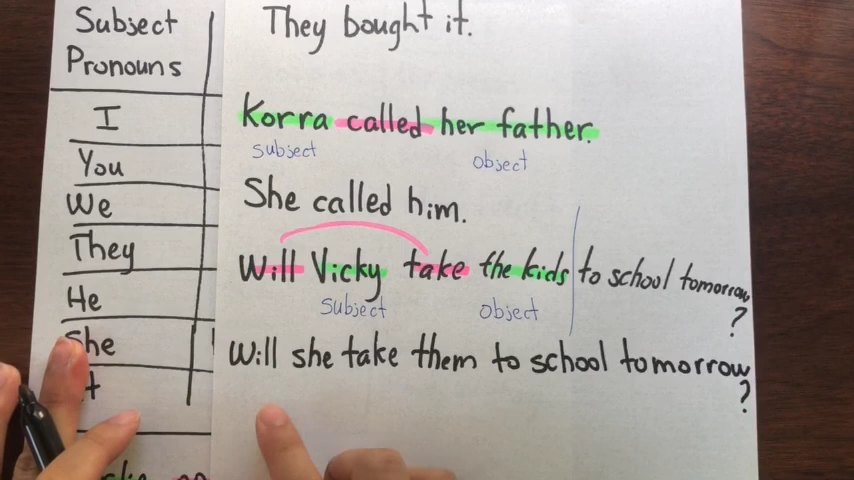 Subject
Pronouns
I
You
We
They
He
She
They bought it.
Korra called her father.
subject object
She called him.
Will Vicky take the kids to school tomorrow
?
Subject object
Will she take them to school tomorrow
?